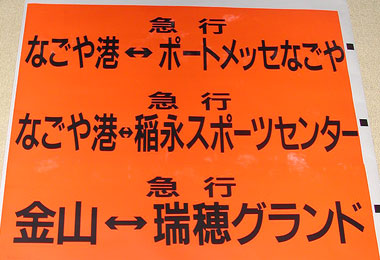 急行
なごや港↔ポートメッセなごや
急行
なごや港↔稲永スポーツセンター
急行
金山↔瑞穂グランド